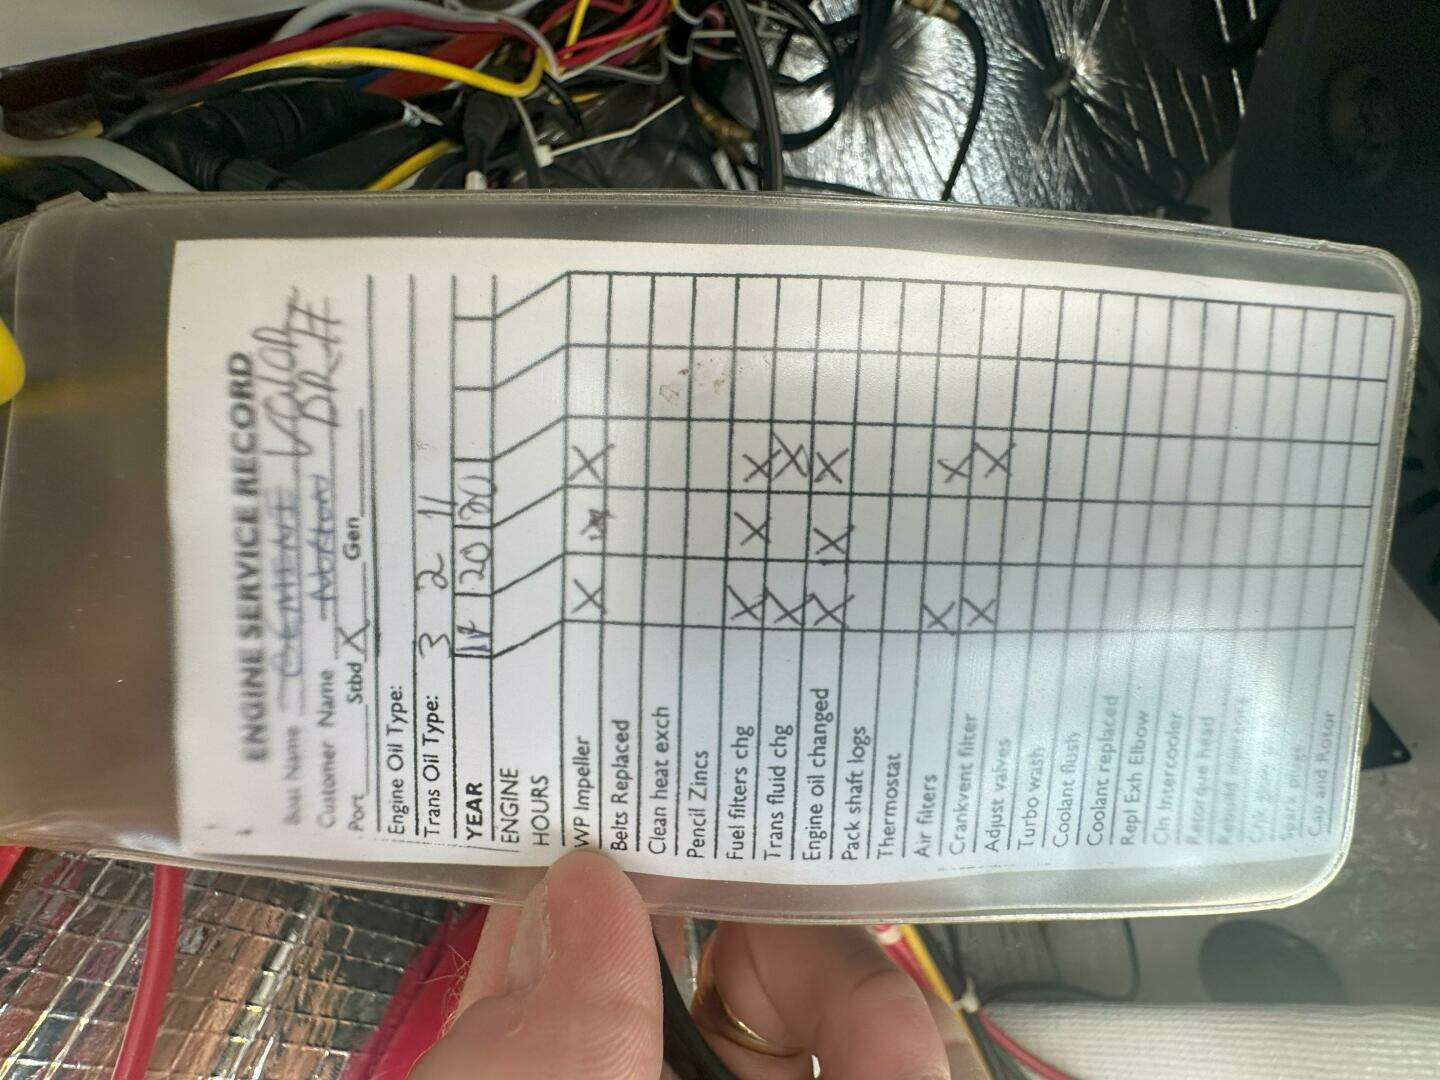 ENGINE SERVICE RECORD
Boat Name
Customer Name Norton
Port Stbd X Gen
Engine Oil Type:
Trans Oil Type: 3 2 11
YEAR 20
ENGINE
HOURS
WP Impeller X X
Belts Replaced
Clean heat exch
Pencil Zincs
Fuel filters chg X X X
Trans fluid chg X X
Engine oil changed X X X
Pack shaft logs
Thermostat
Air filters
Crankvent filter X X
Adjust valves X X
Turbo wash
Coolant flush
Coolant replaced
Repl Exh Elbow
Cln Intercooler
Retorque head
Cap and Rotor